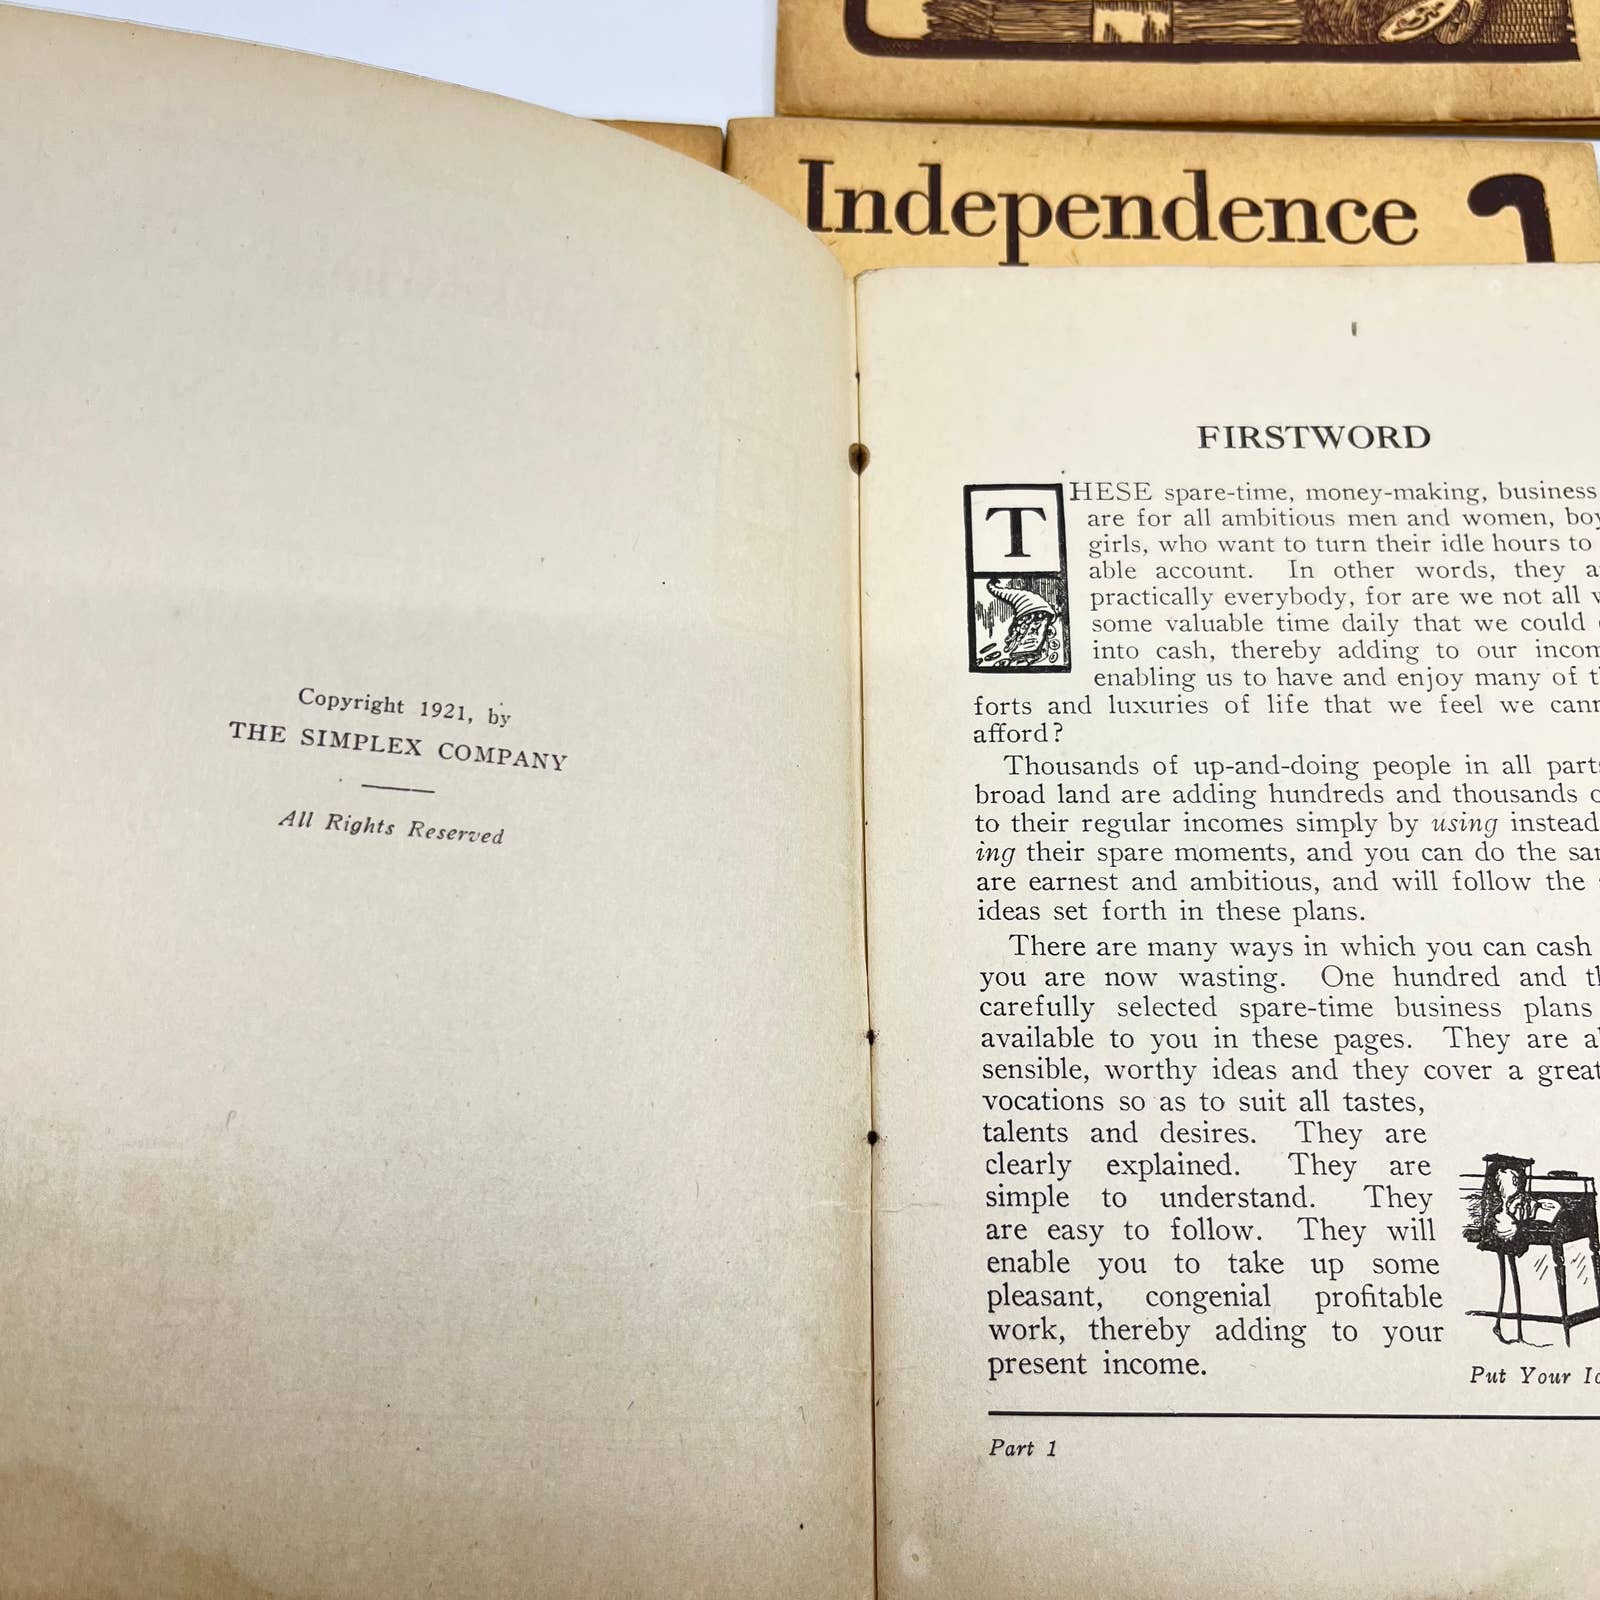 Independence
Copyright 1921, by
THE SIMPLEX COMPANY
All Rights Reserved
FIRSTWORD
THESE spare-time, money-making, business
are for all ambitious men and women, boy
girls, who want to turn their idle hours to
able account. In other words, they a
practically everybody, for are we not all w
some valuable time daily that we could
into cash, thereby adding to our incom
enabling us to have and enjoy many of th
forts and luxuries of life that we feel we cann
afford?
Thousands of up-and-doing people in all parts
broad land are adding hundreds and thousands o
to their regular incomes simply by using instead
ing their spare moments, and you can do the sam
are earnest and ambitious, and will follow the
ideas set forth in these plans.
There are many ways in which you can cash
you are now wasting. One hundred and th
carefully selected spare-time business plans
available to you in these pages. They are al
sensible, worthy ideas and they cover a great
vocations so as to suit all tastes,
talents and desires. They are
clearly explained. They are
simple to understand. They
are easy to follow. They will
enable you to take up some
pleasant, congenial profitable
work, thereby adding to your
present income.
Put Your Id
Part 1